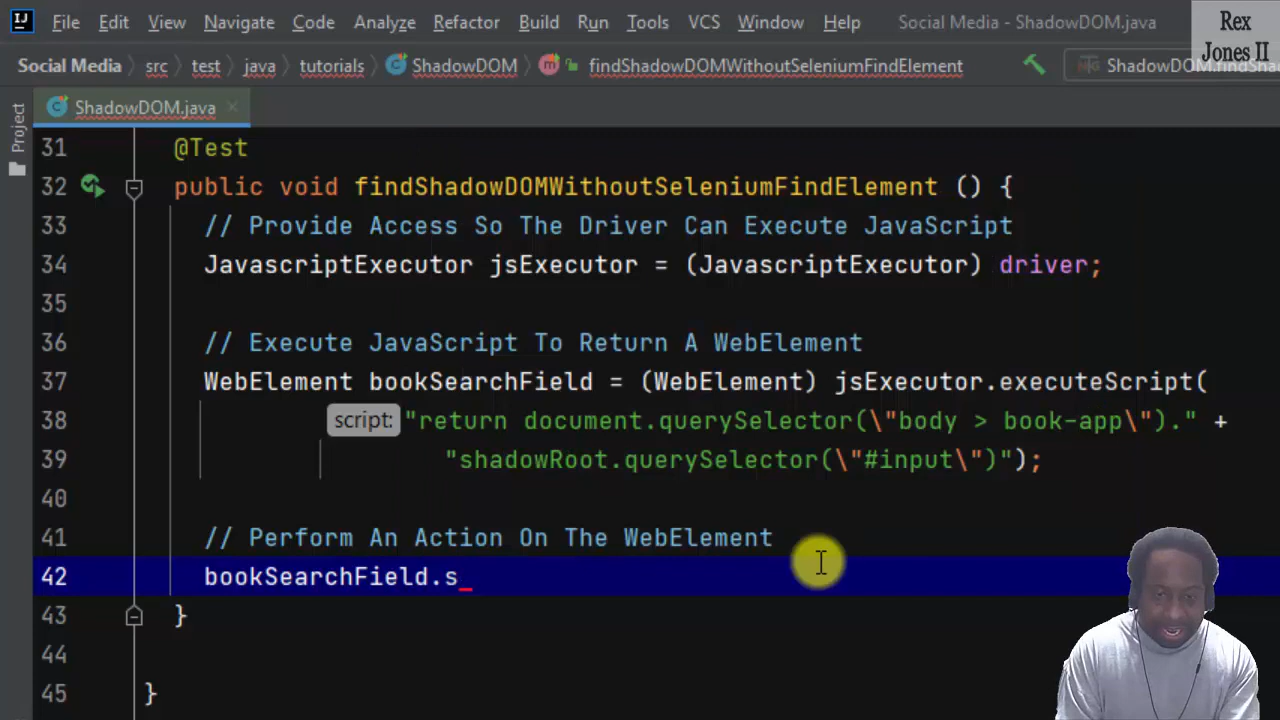 File Edit View Navigate Code Analyze Refactor Build Run Tools VCS Window Help Social Media - ShadowDOM.java
Rex
Jones II
Social Media src test java tutorials ShadowDOM findShadowDOMWithoutSeleniumFindElement ShadowDOM.findSha
ShadowDOM.java
Project
31 @Test
32 public void findShadowDOMWithoutSeleniumFindElement () {
33 // Provide Access So The Driver Can Execute JavaScript
34 JavascriptExecutor jsExecutor = (JavascriptExecutor) driver;
35
36 // Execute JavaScript To Return A WebElement
37 WebElement bookSearchField = (WebElement) jsExecutor.executeScript(
38 script: "return document.querySelector(\"body > book-app\")." +
39 "shadowRoot.querySelector(\"#input\")");
40
41 // Perform An Action On The WebElement
42 bookSearchField.s
43 }
44
45 }